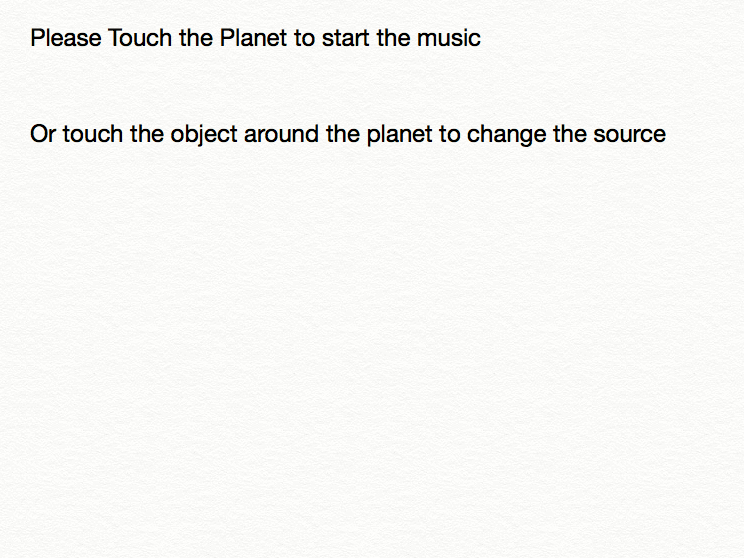 Please Touch the Planet to start the music
Or touch the object around the planet to change the source